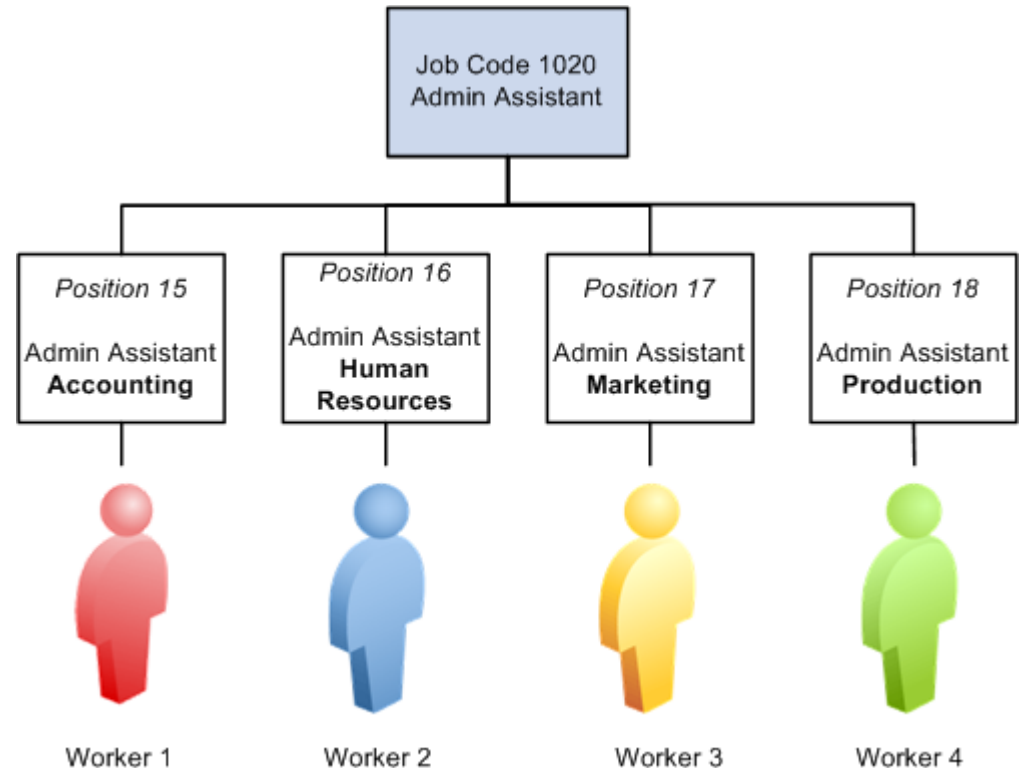 Job Code 1020
Admin Assistant
Position 15
Admin Assistant
Accounting
Position 16
Admin Assistant
Human
Resources
Position 17
Admin Assistant
Marketing
Position 18
Admin Assistant
Production
Worker 1
Worker 2
Worker 3
Worker 4